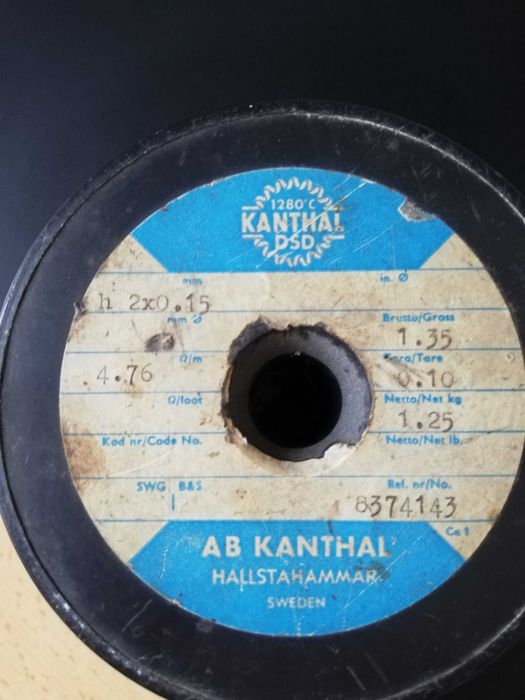 1280°C
KANTHAL
DSD
mm in. Ø
h 2x0.15
mm Ø Brutto/Gross
1.35
Ω/m Tara/Tare
4.76 0.10
Ω/foot Netto/Net kg
1.25
Kod nr/Code No. Netto/Net lb.
SWG B&S Ref. nr/No.
8374143
Ca 1
AB KANTHAL
HALLSTAHAMMAR
SWEDEN